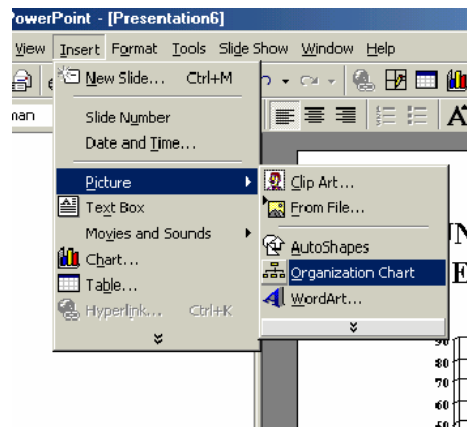 PowerPoint - [Presentation6]
View Insert Format Tools Slide Show Window Help
New Slide... Ctrl+M
man
A
Slide Number
Date and Time...
Picture
Clip Art...
Text Box
From File...
Movies and Sounds
AutoShapes
Chart...
Organization Chart
Table...
WordArt...
Hyperlink... Ctrl+K
N
E
90
80
70
60